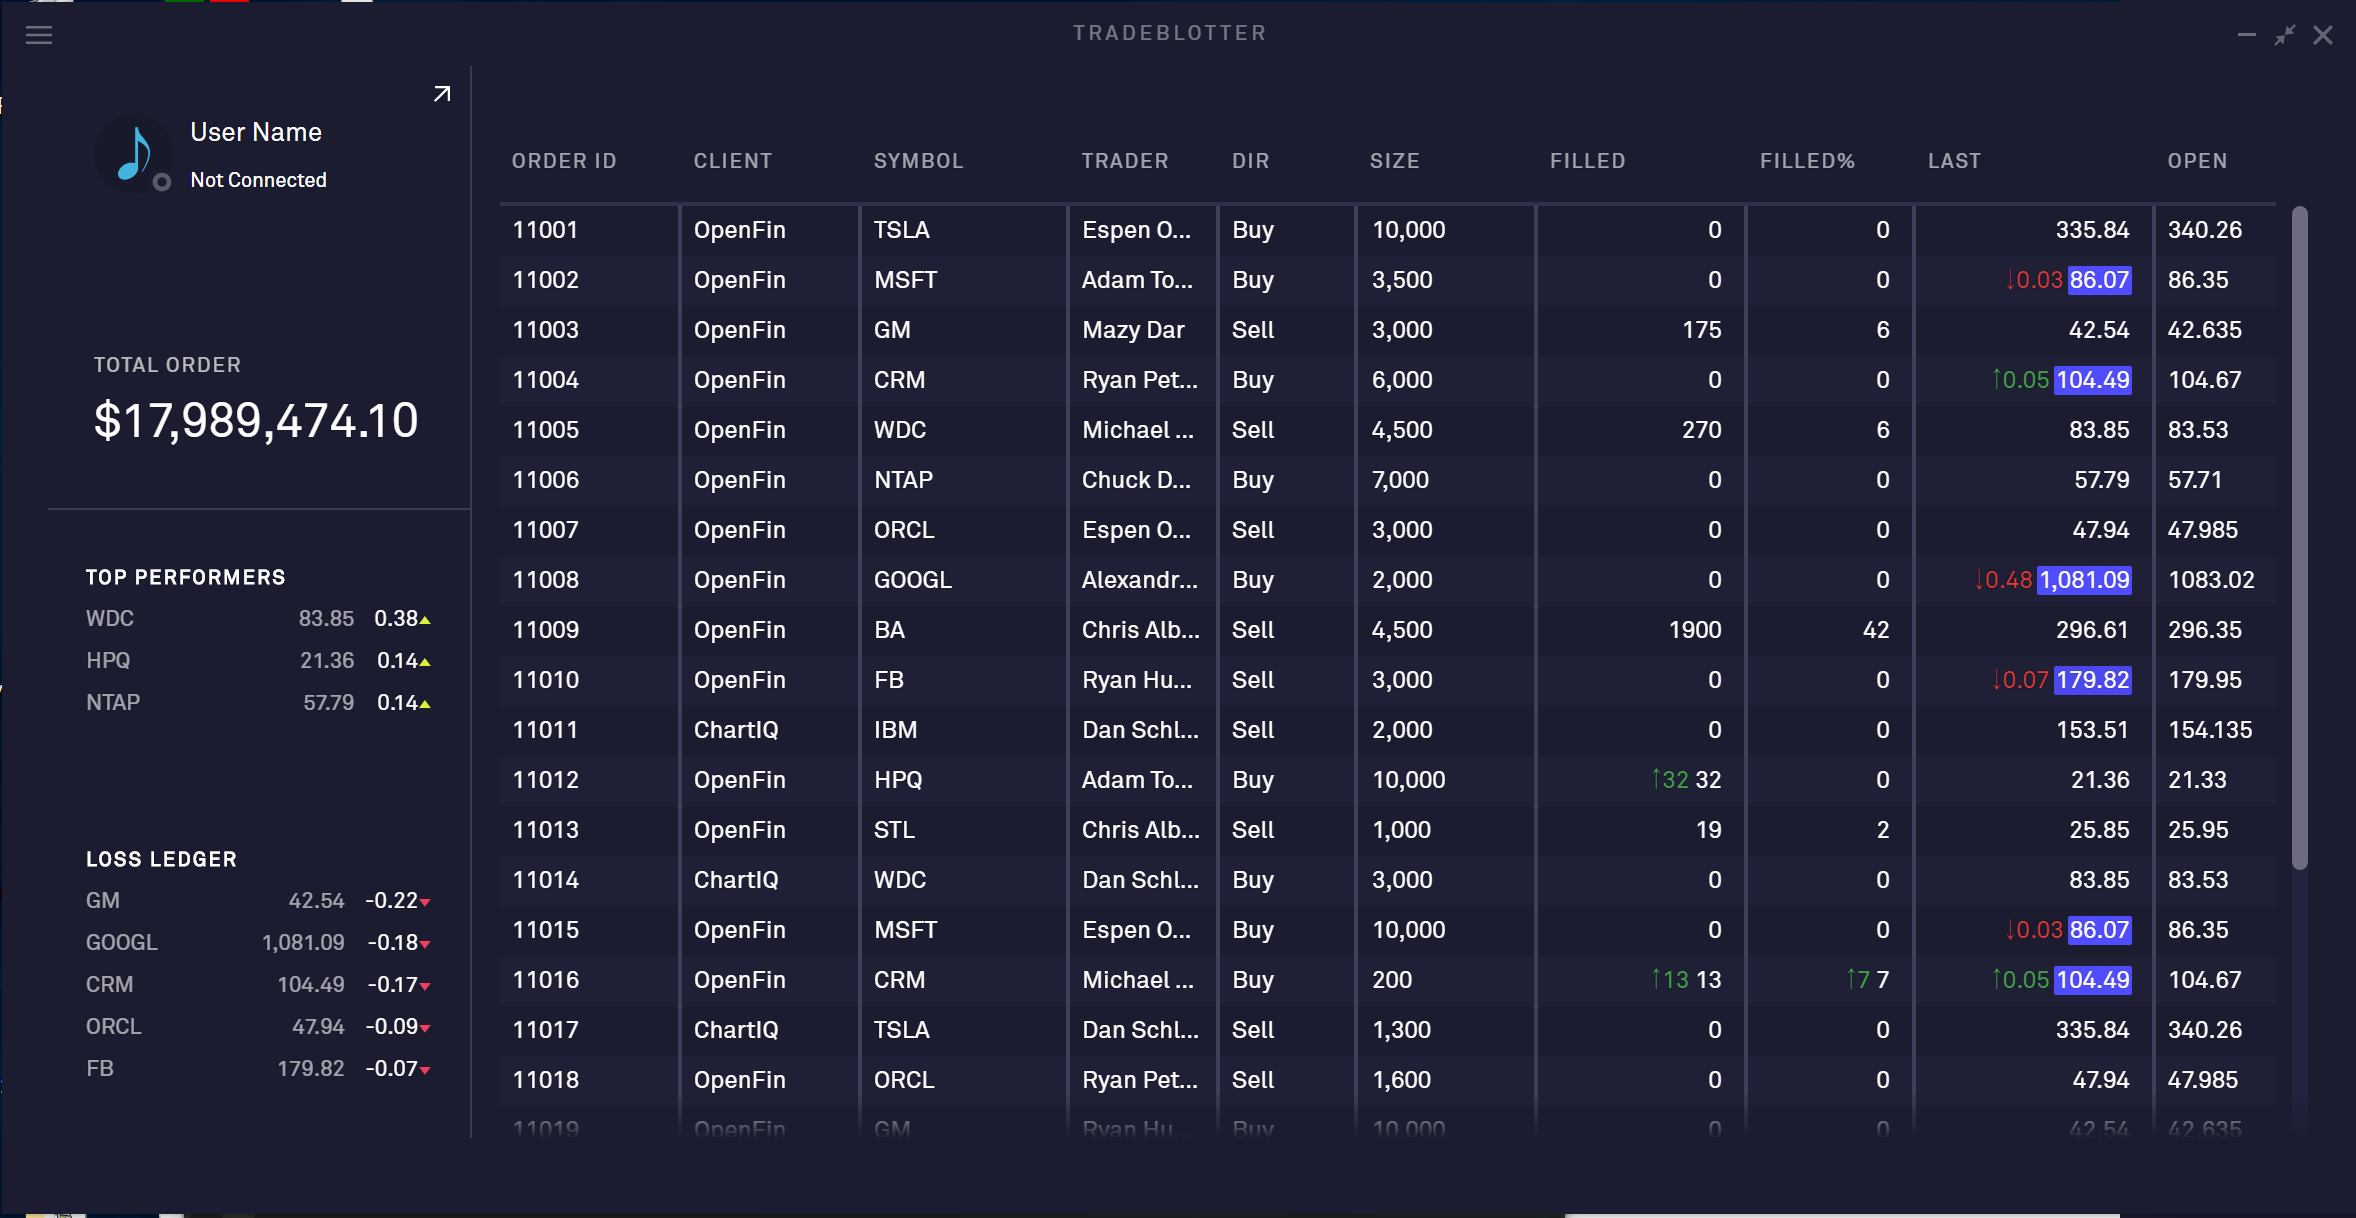 TRADEBLOTTER
User Name
Not Connected
TOTAL ORDER
$17,989,474.10
TOP PERFORMERS
WDC 83.85 0.38▲
HPQ 21.36 0.14▲
NTAP 57.79 0.14▲
LOSS LEDGER
GM 42.54 -0.22▼
GOOGL 1,081.09 -0.18▼
CRM 104.49 -0.17▼
ORCL 47.94 -0.09▼
FB 179.82 -0.07▼
ORDER ID CLIENT SYMBOL TRADER DIR SIZE FILLED FILLED% LAST OPEN
11001 OpenFin TSLA Espen O... Buy 10,000 0 0 335.84 340.26
11002 OpenFin MSFT Adam To... Buy 3,500 0 0 ↓0.03 86.07 86.35
11003 OpenFin GM Mazy Dar Sell 3,000 175 6 42.54 42.635
11004 OpenFin CRM Ryan Pet... Buy 6,000 0 0 ↑0.05 104.49 104.67
11005 OpenFin WDC Michael ... Sell 4,500 270 6 83.85 83.53
11006 OpenFin NTAP Chuck D... Buy 7,000 0 0 57.79 57.71
11007 OpenFin ORCL Espen O... Sell 3,000 0 0 47.94 47.985
11008 OpenFin GOOGL Alexandr... Buy 2,000 0 0 ↓0.48 1,081.09 1083.02
11009 OpenFin BA Chris Alb... Sell 4,500 1900 42 296.61 296.35
11010 OpenFin FB Ryan Hu... Sell 3,000 0 0 ↓0.07 179.82 179.95
11011 ChartIQ IBM Dan Schl... Sell 2,000 0 0 153.51 154.135
11012 OpenFin HPQ Adam To... Buy 10,000 ↑32 32 0 21.36 21.33
11013 OpenFin STL Chris Alb... Sell 1,000 19 2 25.85 25.95
11014 ChartIQ WDC Dan Schl... Buy 3,000 0 0 83.85 83.53
11015 OpenFin MSFT Espen O... Buy 10,000 0 0 ↓0.03 86.07 86.35
11016 OpenFin CRM Michael ... Buy 200 ↑13 13 ↑7 7 ↑0.05 104.49 104.67
11017 ChartIQ TSLA Dan Schl... Sell 1,300 0 0 335.84 340.26
11018 OpenFin ORCL Ryan Pet... Sell 1,600 0 0 47.94 47.985
11019 OpenFin GM Ryan Hu... Buy 10,000 0 0 42.54 42.635